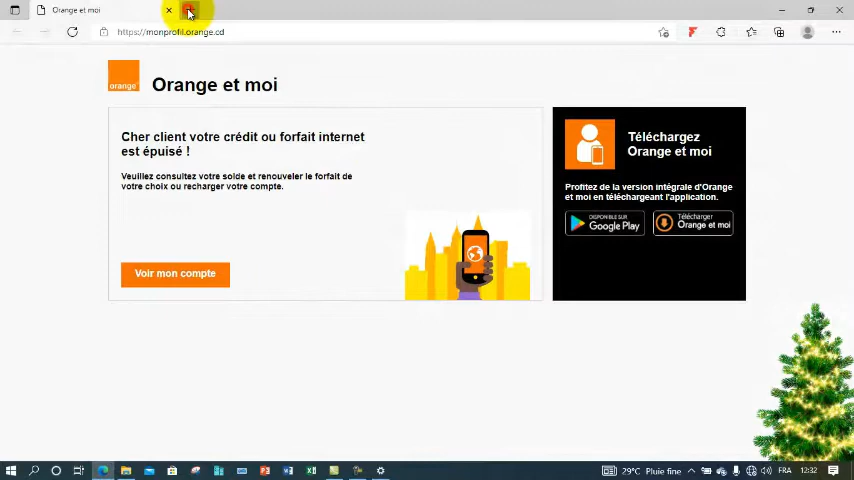 Orange et moi
https://monprofil.orange.cd
orange
Orange et moi
Cher client votre crédit ou forfait internet
est épuisé !
Veuillez consultez votre solde et renouveler le forfait de
votre choix ou recharger votre compte.
Voir mon compte
Téléchargez
Orange et moi
Profitez de la version intégrale d'Orange
et moi en téléchargeant l'application.
DISPONIBLE SUR
Google Play
Télécharger
Orange et moi
29°C Pluie fine
FRA
12:32